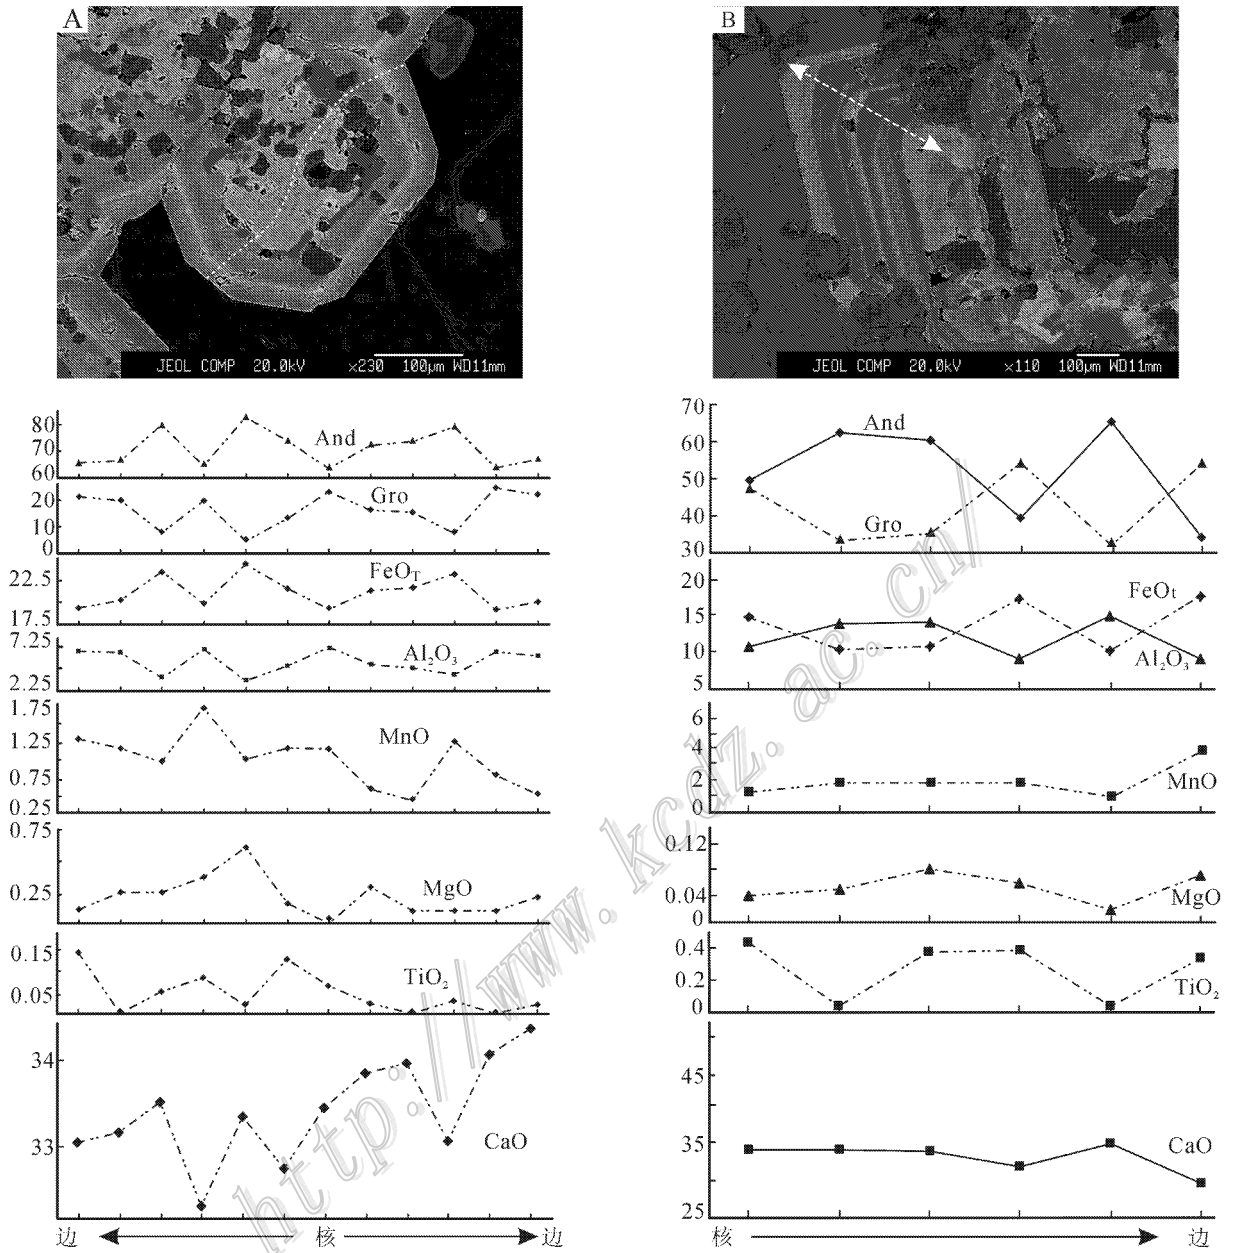 A
JEOL COMP 20.0kV ×230 100μm WD11mm
80
70
60
And
20
10
0
Gro
22.5
17.5
FeOT
7.25
2.25
Al2O3
1.75
1.25
0.75
0.25
MnO
0.75
0.25
MgO
0.15
0.05
TiO2
34
33
CaO
边 核 边
B
JEOL COMP 20.0kV ×110 100μm WD11mm
70
60
50
40
30
And
Gro
20
15
10
5
FeOt
Al2O3
6
4
2
0
MnO
0.12
0.04
0
MgO
0.4
0.2
0
TiO2
45
35
25
CaO
核 边
http://www.kcdz.ac.cn/